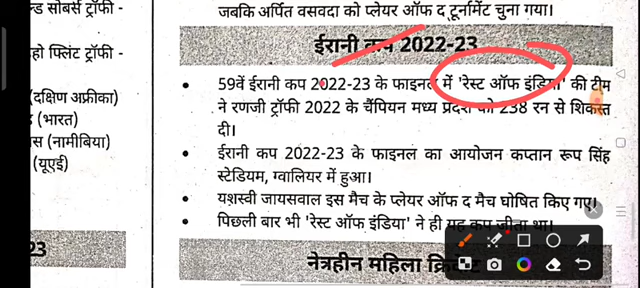 न्ड सोबर्स ट्रॉफी -
हो फ्लिंट ट्रॉफी -
(दक्षिण अफ्रीका)
(भारत)
स (नामीबिया)
(यूएई)
23
जबकि अर्पित वसवदा को प्लेयर ऑफ द टूर्नामेंट चुना गया।
ईरानी कप 2022-23
• 59वें ईरानी कप 2022-23 के फाइनल में 'रेस्ट ऑफ इंडिया' की टीम
ने रणजी ट्रॉफी 2022 के चैंपियन मध्य प्रदेश को 238 रन से शिकस्त
दी।
• ईरानी कप 2022-23 के फाइनल का आयोजन कप्तान रूप सिंह
स्टेडियम, ग्वालियर में हुआ।
• यशस्वी जायसवाल इस मैच के प्लेयर ऑफ द मैच घोषित किए गए।
• पिछली बार भी 'रेस्ट ऑफ इंडिया' ने ही यह कप जीता था।
नेत्रहीन महिला